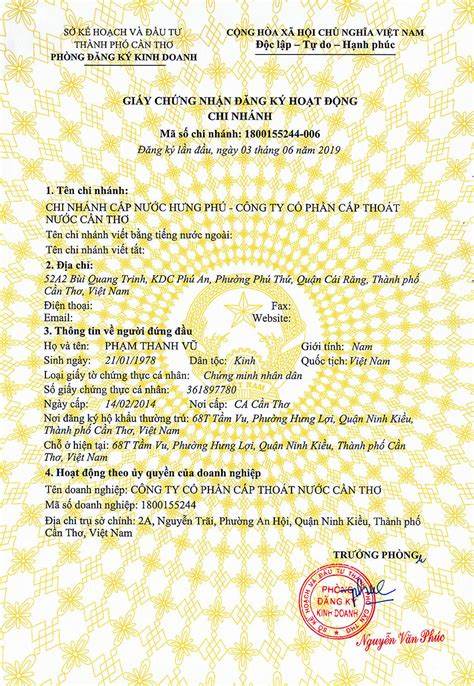 SỞ KẾ HOẠCH VÀ ĐẦU TƯ
THÀNH PHỐ CẦN THƠ
PHÒNG ĐĂNG KÝ KINH DOANH
CỘNG HÒA XÃ HỘI CHỦ NGHĨA VIỆT NAM
Độc lập – Tự do – Hạnh phúc
GIẤY CHỨNG NHẬN ĐĂNG KÝ HOẠT ĐỘNG
CHI NHÁNH
Mã số chi nhánh: 1800155244-006
Đăng ký lần đầu, ngày 03 tháng 06 năm 2019
1. Tên chi nhánh:
CHI NHÁNH CẤP NƯỚC HƯNG PHÚ - CÔNG TY CỔ PHẦN CẤP THOÁT
NƯỚC CẦN THƠ
Tên chi nhánh viết bằng tiếng nước ngoài:
Tên chi nhánh viết tắt:
2. Địa chỉ:
52A2 Bùi Quang Trinh, KDC Phú An, Phường Phú Thứ, Quận Cái Răng, Thành phố
Cần Thơ, Việt Nam
Điện thoại: Fax:
Email: Website:
3. Thông tin về người đứng đầu
Họ và tên: PHẠM THANH VŨ Giới tính: Nam
Sinh ngày: 21/01/1978 Dân tộc: Kinh Quốc tịch: Việt Nam
Loại giấy tờ chứng thực cá nhân: Chứng minh nhân dân
Số giấy chứng thực cá nhân: 361897780
Ngày cấp: 14/02/2014 Nơi cấp: CA Cần Thơ
Nơi đăng ký hộ khẩu thường trú: 68T Tầm Vu, Phường Hưng Lợi, Quận Ninh Kiều,
Thành phố Cần Thơ, Việt Nam
Chỗ ở hiện tại: 68T Tầm Vu, Phường Hưng Lợi, Quận Ninh Kiều, Thành phố Cần
Thơ, Việt Nam
4. Hoạt động theo ủy quyền của doanh nghiệp
Tên doanh nghiệp: CÔNG TY CỔ PHẦN CẤP THOÁT NƯỚC CẦN THƠ
Mã số doanh nghiệp: 1800155244
Địa chỉ trụ sở chính: 2A, Nguyễn Trãi, Phường An Hội, Quận Ninh Kiều, Thành phố
Cần Thơ, Việt Nam
TRƯỞNG PHÒNG
SỞ KẾ HOẠCH VÀ ĐẦU TƯ THÀNH PHỐ CẦN THƠ
PHÒNG
ĐĂNG KÝ
KINH DOANH
Nguyễn Văn Phúc